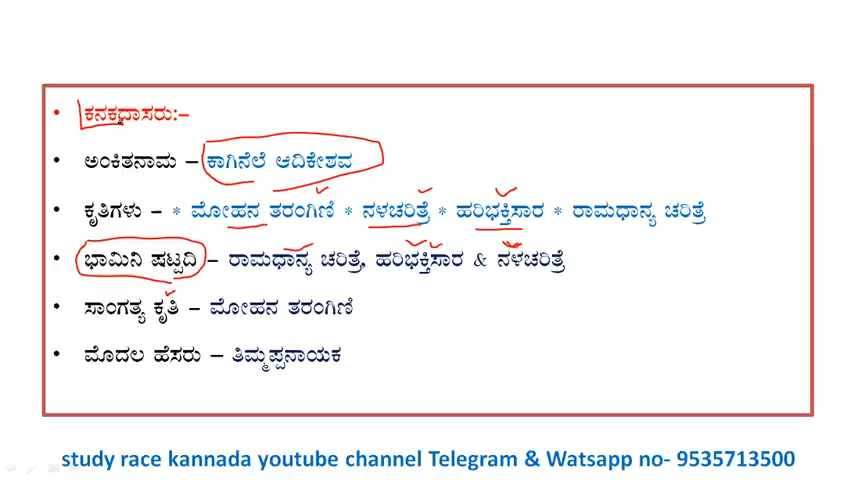 • ಕನಕದಾಸರು:-
• ಅಂಕಿತನಾಮ – ಕಾಗಿನೆಲೆ ಆದಿಕೇಶವ
• ಕೃತಿಗಳು – * ಮೋಹನ ತರಂಗಿಣಿ * ನಳಚರಿತ್ರೆ * ಹರಿಭಕ್ತಿಸಾರ * ರಾಮಧಾನ್ಯ ಚರಿತ್ರೆ
• ಭಾಮಿನಿ ಷಟ್ಪದಿ – ರಾಮಧಾನ್ಯ ಚರಿತ್ರೆ, ಹರಿಭಕ್ತಿಸಾರ & ನಳಚರಿತ್ರೆ
• ಸಾಂಗತ್ಯ ಕೃತಿ – ಮೋಹನ ತರಂಗಿಣಿ
• ಮೊದಲ ಹೆಸರು – ತಿಮ್ಮಪ್ಪನಾಯಕ
study race kannada youtube channel Telegram & Watsapp no- 9535713500